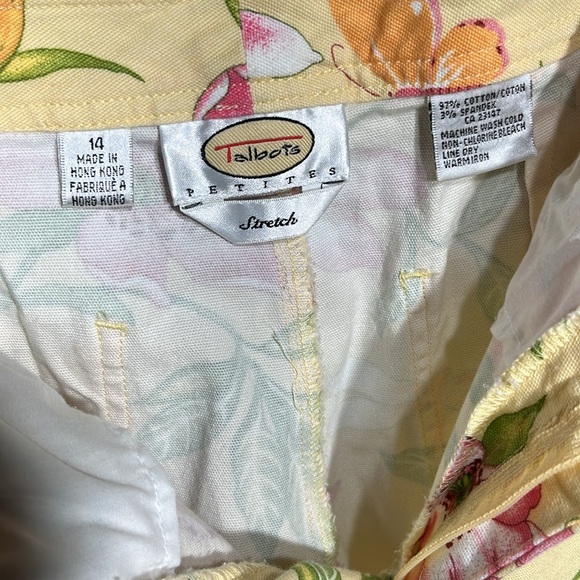 14
MADE IN
HONG KONG
FABRIQUÉ A
HONG KONG
Talbots
PETITES
Stretch
97% COTTON/COTON
3% SPANDEX
CA 23137
MACHINE WASH COLD
NON-CHLORINE BLEACH
LINE DRY
WARM IRON